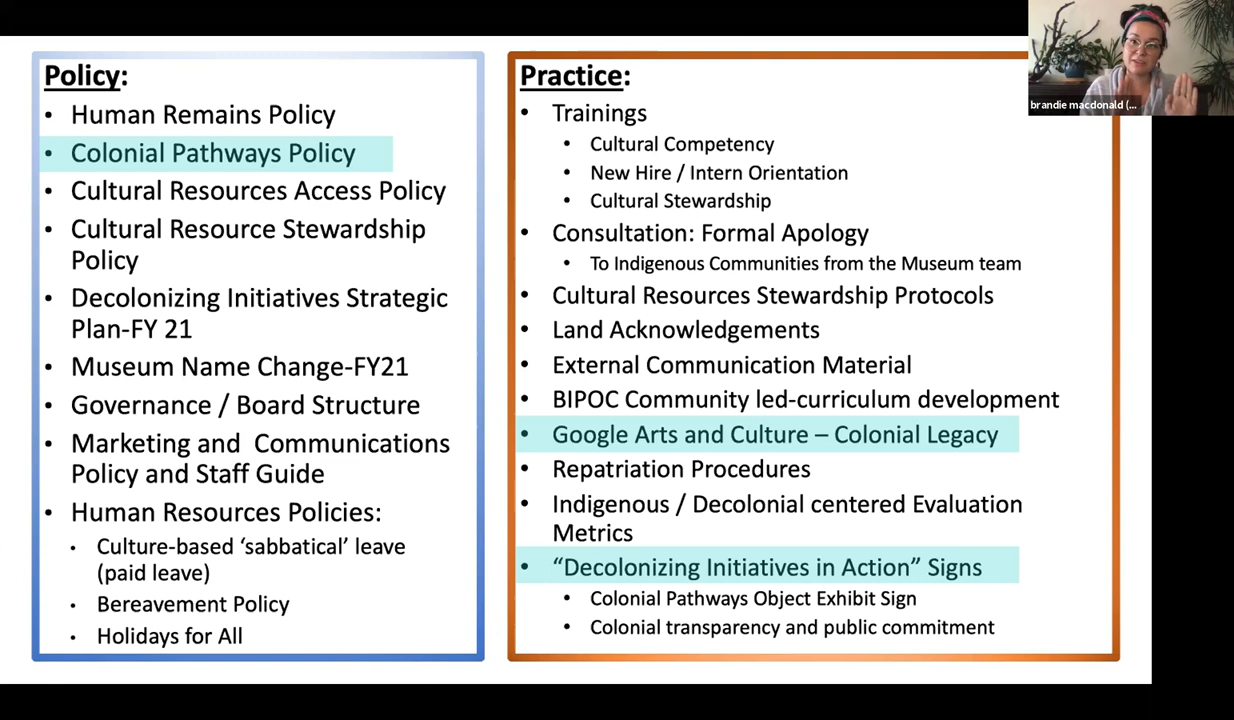 Policy:
• Human Remains Policy
• Colonial Pathways Policy
• Cultural Resources Access Policy
• Cultural Resource Stewardship
Policy
• Decolonizing Initiatives Strategic
Plan-FY 21
• Museum Name Change-FY21
• Governance / Board Structure
• Marketing and Communications
Policy and Staff Guide
• Human Resources Policies:
• Culture-based ‘sabbatical’ leave
(paid leave)
• Bereavement Policy
• Holidays for All
Practice:
• Trainings
• Cultural Competency
• New Hire / Intern Orientation
• Cultural Stewardship
• Consultation: Formal Apology
• To Indigenous Communities from the Museum team
• Cultural Resources Stewardship Protocols
• Land Acknowledgements
• External Communication Material
• BIPOC Community led-curriculum development
• Google Arts and Culture – Colonial Legacy
• Repatriation Procedures
• Indigenous / Decolonial centered Evaluation
Metrics
• “Decolonizing Initiatives in Action” Signs
• Colonial Pathways Object Exhibit Sign
• Colonial transparency and public commitment
brandie macdonald (...